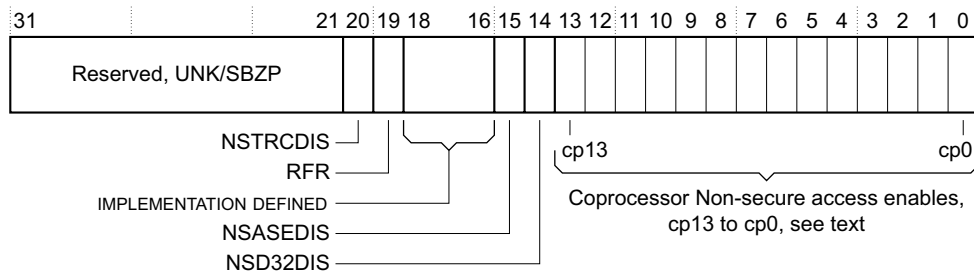 31 21 20 19 18 16 15 14 13 12 11 10 9 8 7 6 5 4 3 2 1 0
Reserved, UNK/SBZP
NSTRCDIS
RFR
IMPLEMENTATION DEFINED
NSASEDIS
NSD32DIS
cp13 cp0
Coprocessor Non-secure access enables,
cp13 to cp0, see text